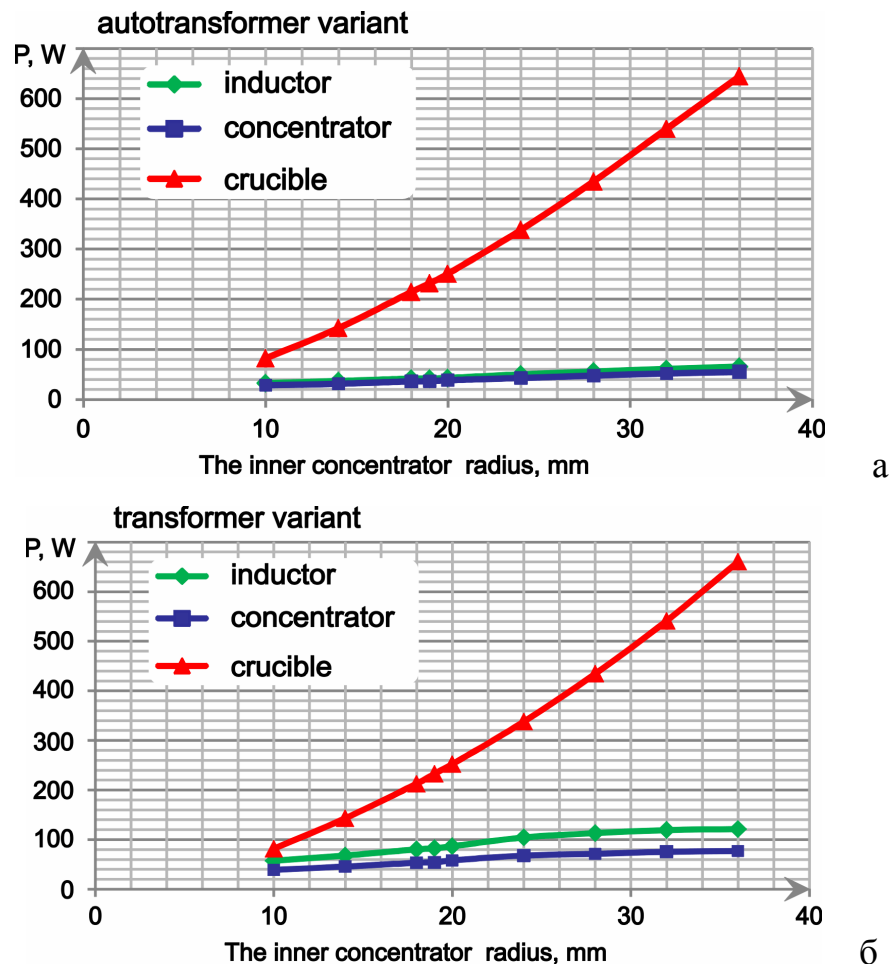 autotransformer variant
P, W
inductor
concentrator
crucible
600
500
400
300
200
100
0
0 10 20 30 40
The inner concentrator radius, mm
а
transformer variant
P, W
inductor
concentrator
crucible
600
500
400
300
200
100
0
0 10 20 30 40
The inner concentrator radius, mm
б